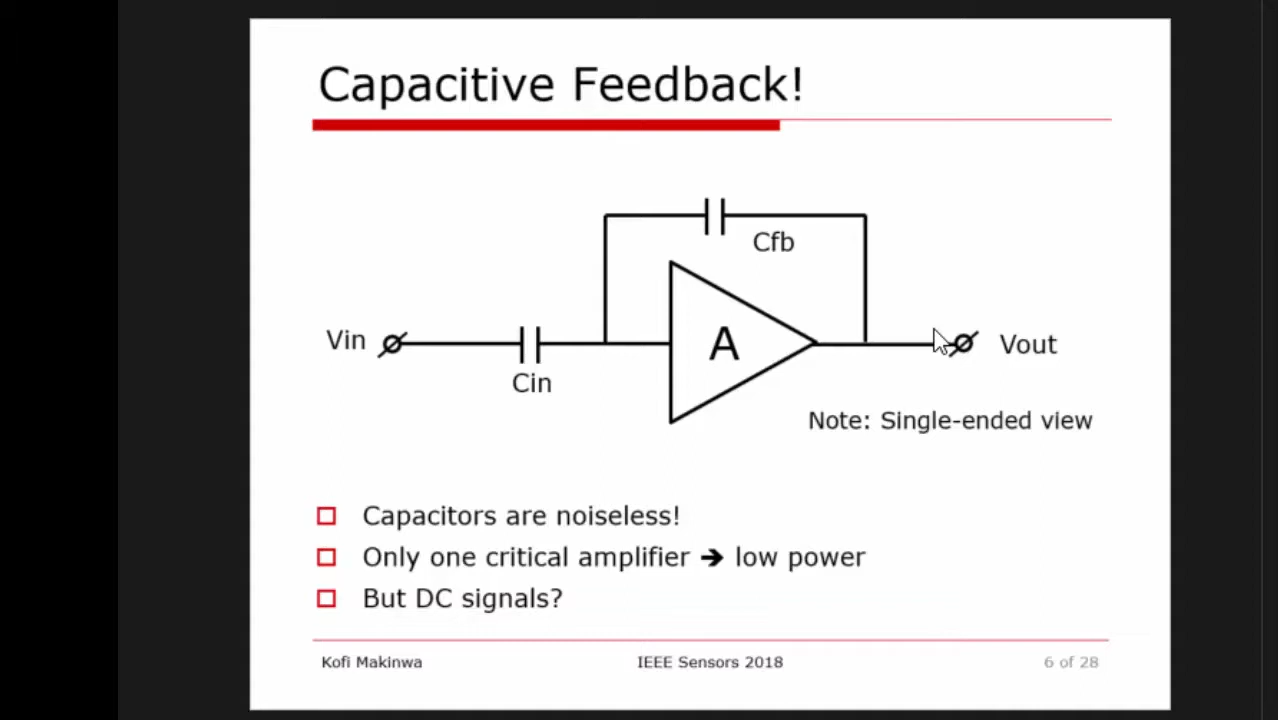 Capacitive Feedback!
Cfb
Vin
A
Vout
Cin
Note: Single-ended view
Capacitors are noiseless!
Only one critical amplifier ➔ low power
But DC signals?
Kofi Makinwa
IEEE Sensors 2018
6 of 28